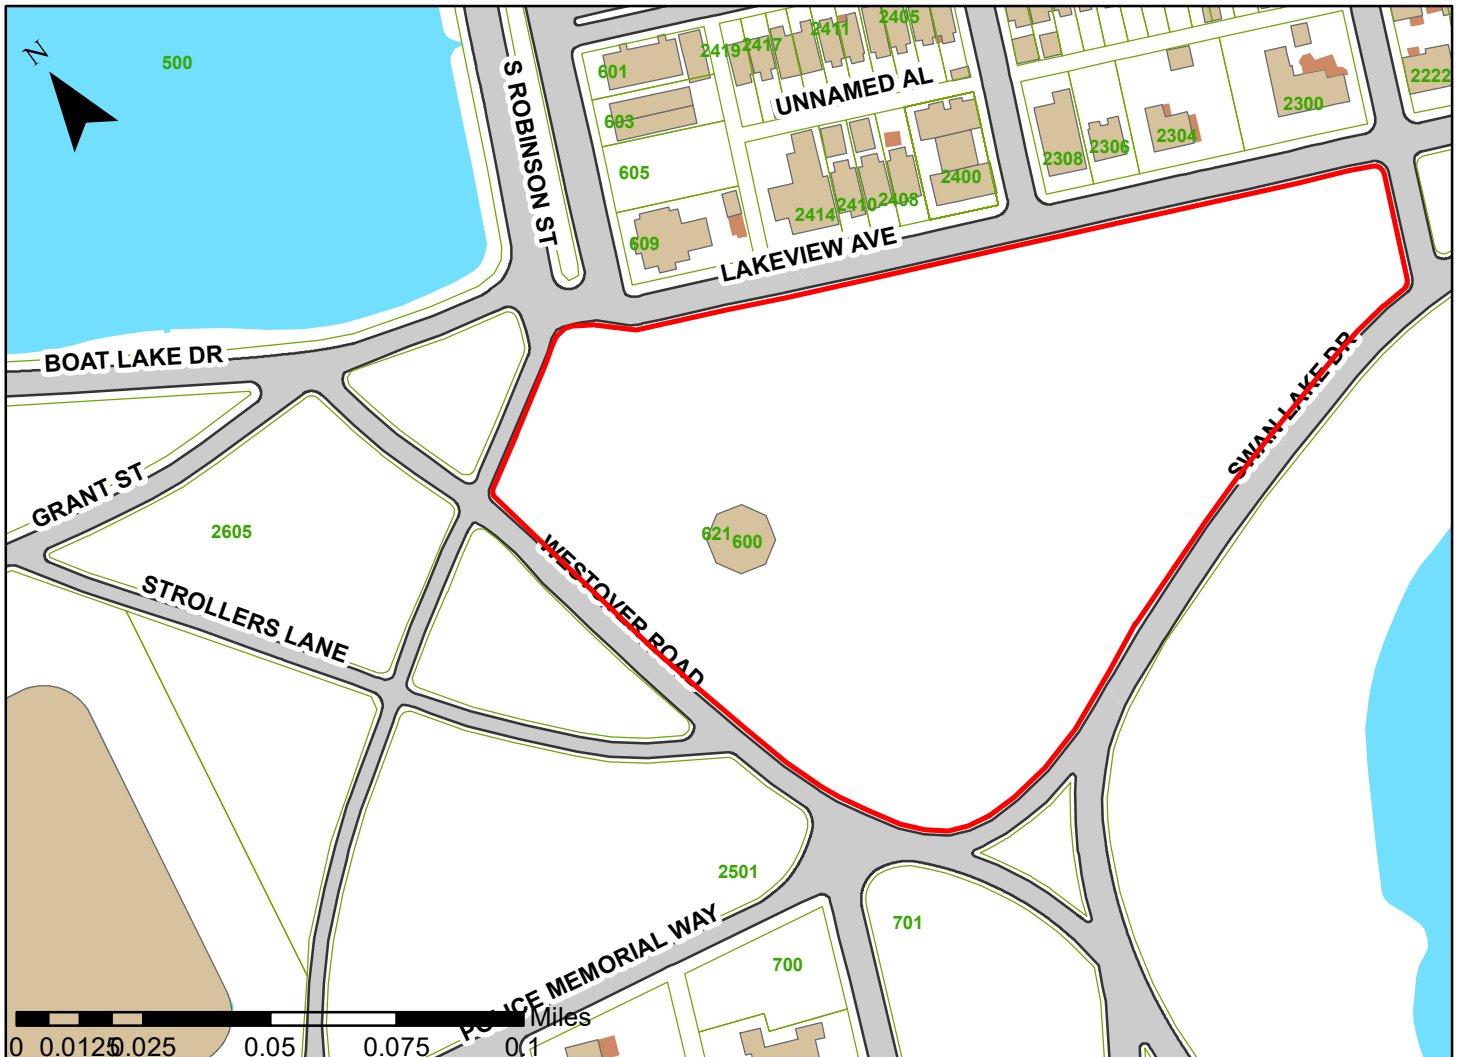 N
500
601
603
605
609
2419
2417
2411
2405
UNNAMED AL
2414
2410
2408
2400
2308
2306
2304
2300
2222
S ROBINSON ST
LAKEVIEW AVE
BOAT LAKE DR
GRANT ST
2605
STROLLERS LANE
WESTOVER ROAD
621
600
SWAN LAKE DR
2501
701
700
POLICE MEMORIAL WAY
Miles
0 0.0125 0.025 0.05 0.075 0.1